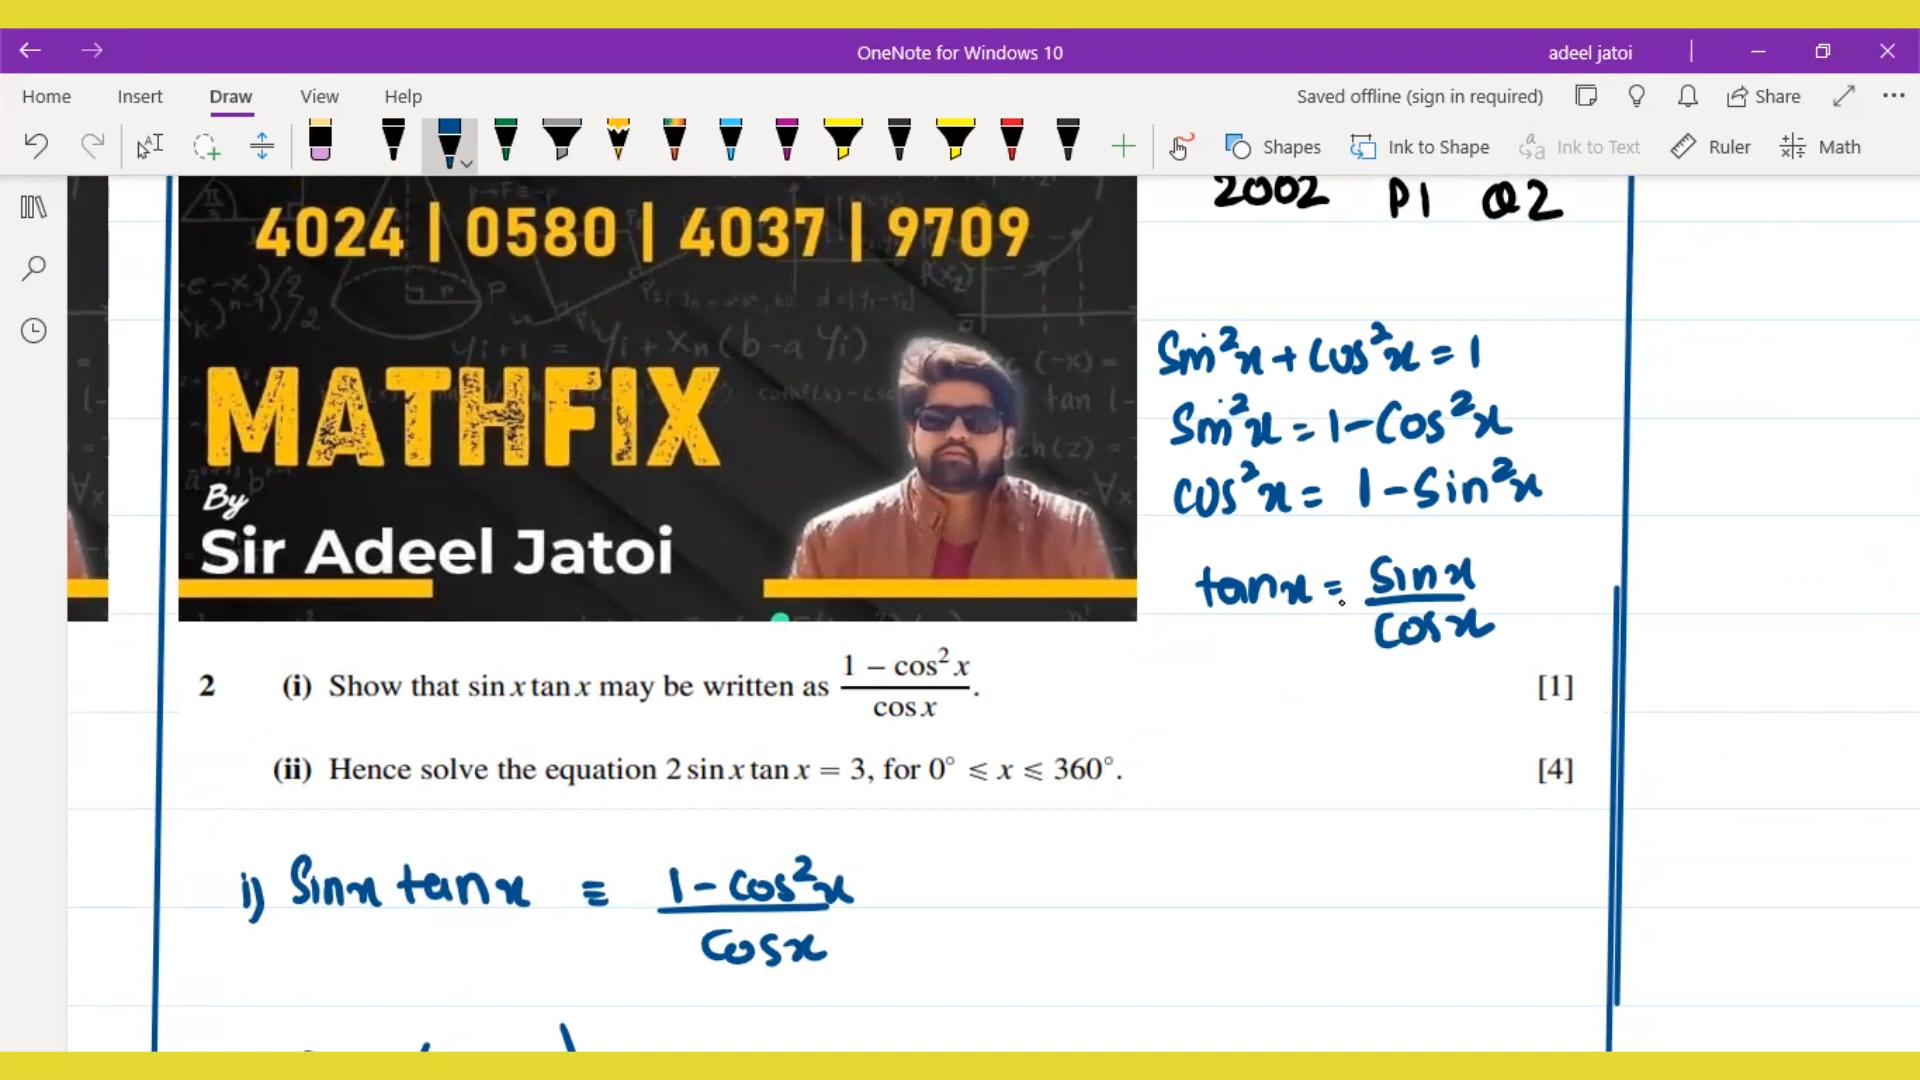 OneNote for Windows 10
adeel jatoi
Home Insert Draw View Help
Saved offline (sign in required) Share
Shapes Ink to Shape Ink to Text Ruler Math
2002 P1 Q2
4024 | 0580 | 4037 | 9709
MATHFIX
By
Sir Adeel Jatoi
Sin²x + Cos²x = 1
Sin²x = 1 - Cos²x
Cos²x = 1 - Sin²x
tanx = sinx / cosx
2 (i) Show that sin x tan x may be written as (1 − cos² x) / cos x. [1]
(ii) Hence solve the equation 2 sin x tan x = 3, for 0° ⩽ x ⩽ 360°. [4]
i) Sinx tanx ≡ (1 - cos²x) / Cosx